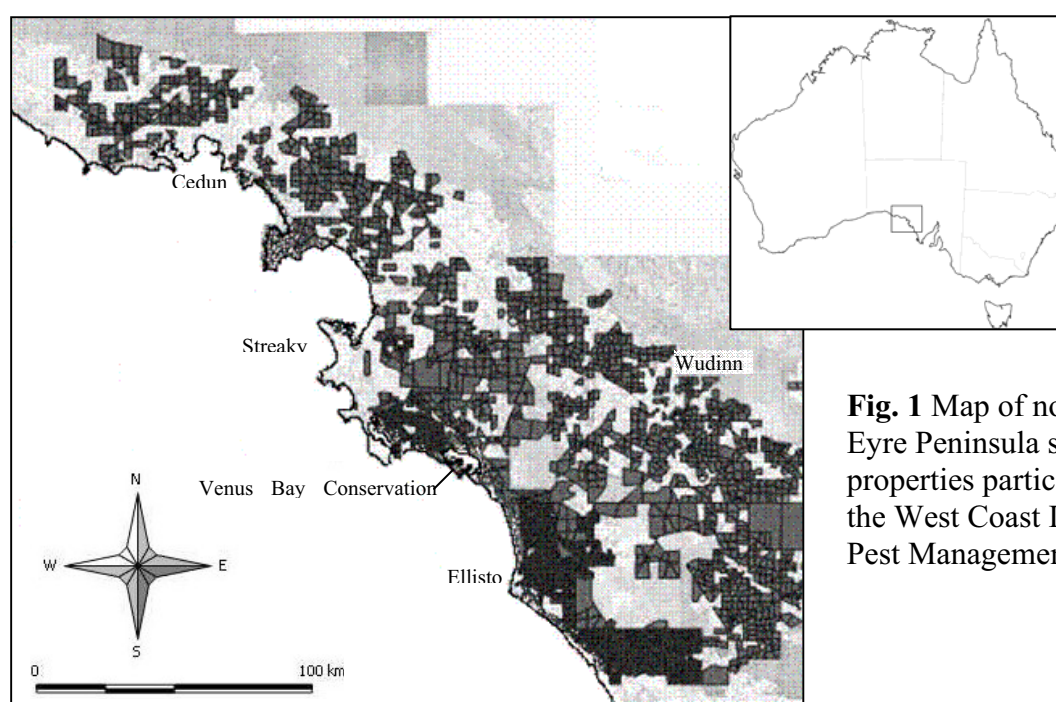 Cedun
Streaky
Wudinn
Venus Bay Conservation
Ellisto
N
W E
S
0 100 km
Fig. 1 Map of no
Eyre Peninsula s
properties partic
the West Coast I
Pest Management